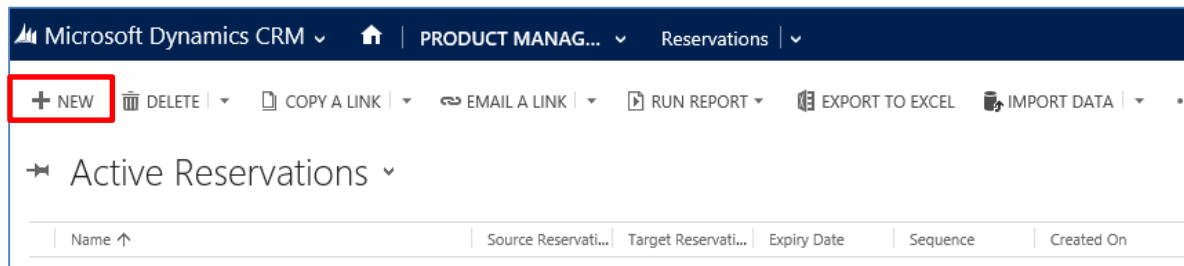 Microsoft Dynamics CRM PRODUCT MANAG... Reservations
NEW DELETE COPY A LINK EMAIL A LINK RUN REPORT EXPORT TO EXCEL IMPORT DATA
Active Reservations
Name Source Reservati... Target Reservati... Expiry Date Sequence Created On